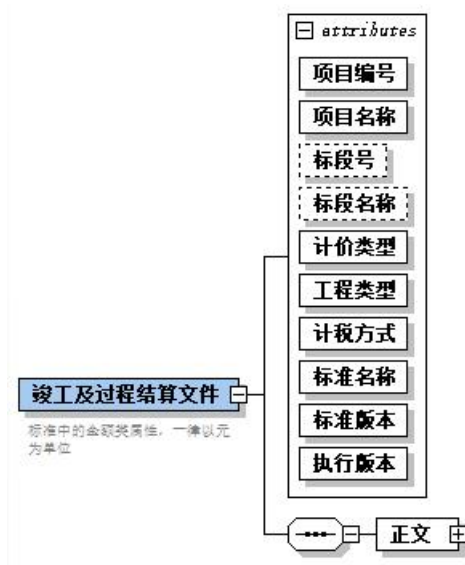 attributes
项目编号
项目名称
标段号
标段名称
计价类型
工程类型
计税方式
标准名称
标准版本
执行版本
竣工及过程结算文件
标准中的金额类属性，一律以元
为单位
正文